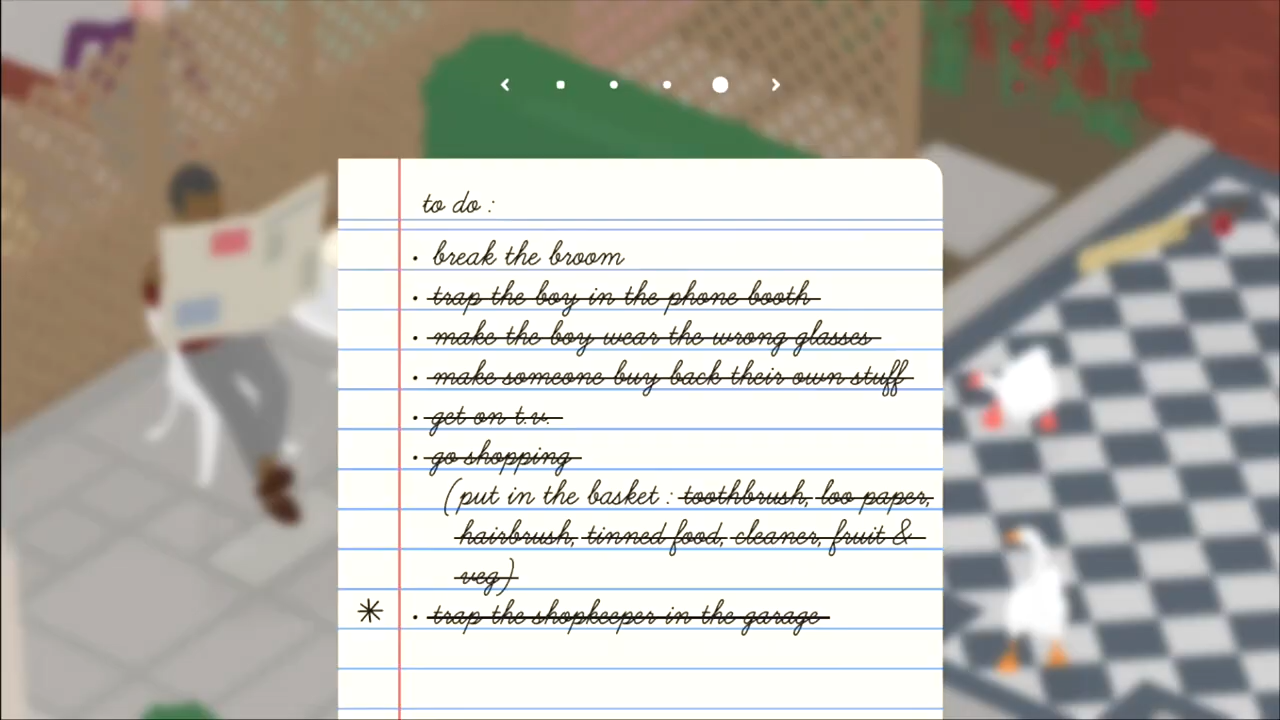 to do :
• break the broom
• trap the boy in the phone booth
• make the boy wear the wrong glasses
• make someone buy back their own stuff
• get on t.v.
• go shopping
(put in the basket : toothbrush, loo paper,
hairbrush, tinned food, cleaner, fruit &
veg)
• trap the shopkeeper in the garage